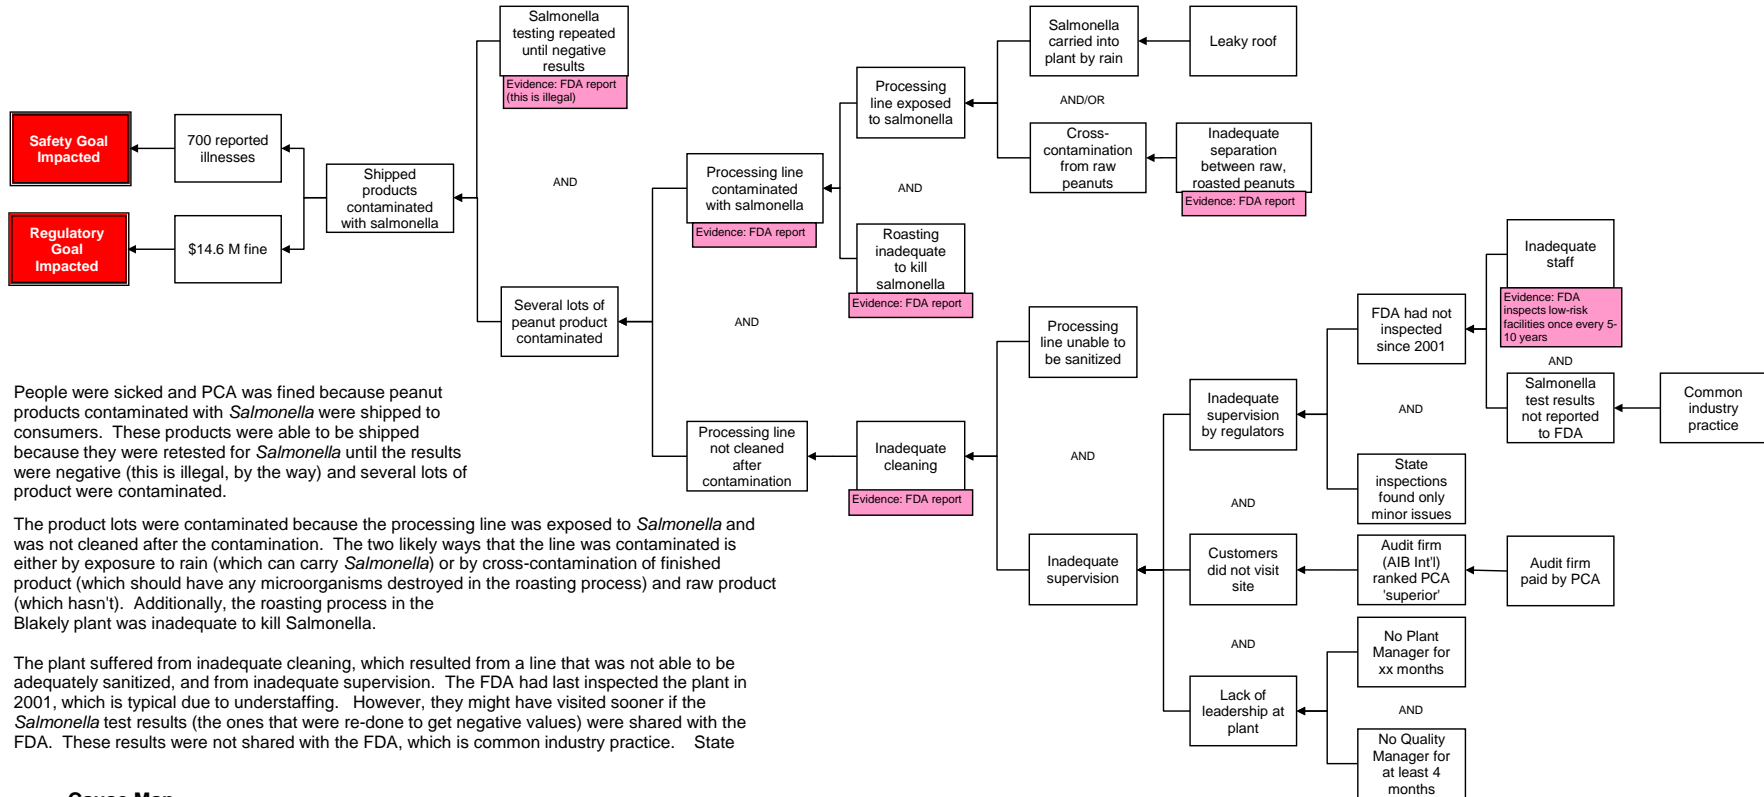 Safety Goal
Impacted
Regulatory
Goal
Impacted
700 reported
illnesses
$14.6 M fine
Shipped
products
contaminated
with salmonella
Salmonella
testing repeated
until negative
results
Evidence: FDA report
(this is illegal)
AND
Several lots of
peanut product
contaminated
Processing line
contaminated
with salmonella
Evidence: FDA report
AND
Processing line
not cleaned
after
contamination
Processing
line exposed
to salmonella
AND
Roasting
inadequate
to kill
salmonella
Evidence: FDA report
Inadequate
cleaning
Evidence: FDA report
Salmonella
carried into
plant by rain
Leaky roof
AND/OR
Cross-
contamination
from raw
peanuts
Inadequate
separation
between raw,
roasted peanuts
Evidence: FDA report
Processing
line unable to
be sanitized
AND
Inadequate
supervision
Inadequate
supervision
by regulators
AND
Customers
did not visit
site
AND
Lack of
leadership at
plant
FDA had not
inspected
since 2001
AND
State
inspections
found only
minor issues
Audit firm
(AIB Int'l)
ranked PCA
'superior'
Audit firm
paid by PCA
No Plant
Manager for
xx months
AND
No Quality
Manager for
at least 4
months
Inadequate
staff
Evidence: FDA
inspects low-risk
facilities once every 5-
10 years
AND
Salmonella
test results
not reported
to FDA
Common
industry
practice
People were sicked and PCA was fined because peanut
products contaminated with Salmonella were shipped to
consumers. These products were able to be shipped
because they were retested for Salmonella until the results
were negative (this is illegal, by the way) and several lots of
product were contaminated.
The product lots were contaminated because the processing line was exposed to Salmonella and
was not cleaned after the contamination. The two likely ways that the line was contaminated is
either by exposure to rain (which can carry Salmonella) or by cross-contamination of finished
product (which should have any microorganisms destroyed in the roasting process) and raw product
(which hasn't). Additionally, the roasting process in the
Blakely plant was inadequate to kill Salmonella.
The plant suffered from inadequate cleaning, which resulted from a line that was not able to be
adequately sanitized, and from inadequate supervision. The FDA had last inspected the plant in
2001, which is typical due to understaffing. However, they might have visited sooner if the
Salmonella test results (the ones that were re-done to get negative values) were shared with the
FDA. These results were not shared with the FDA, which is common industry practice. State
Cause Map